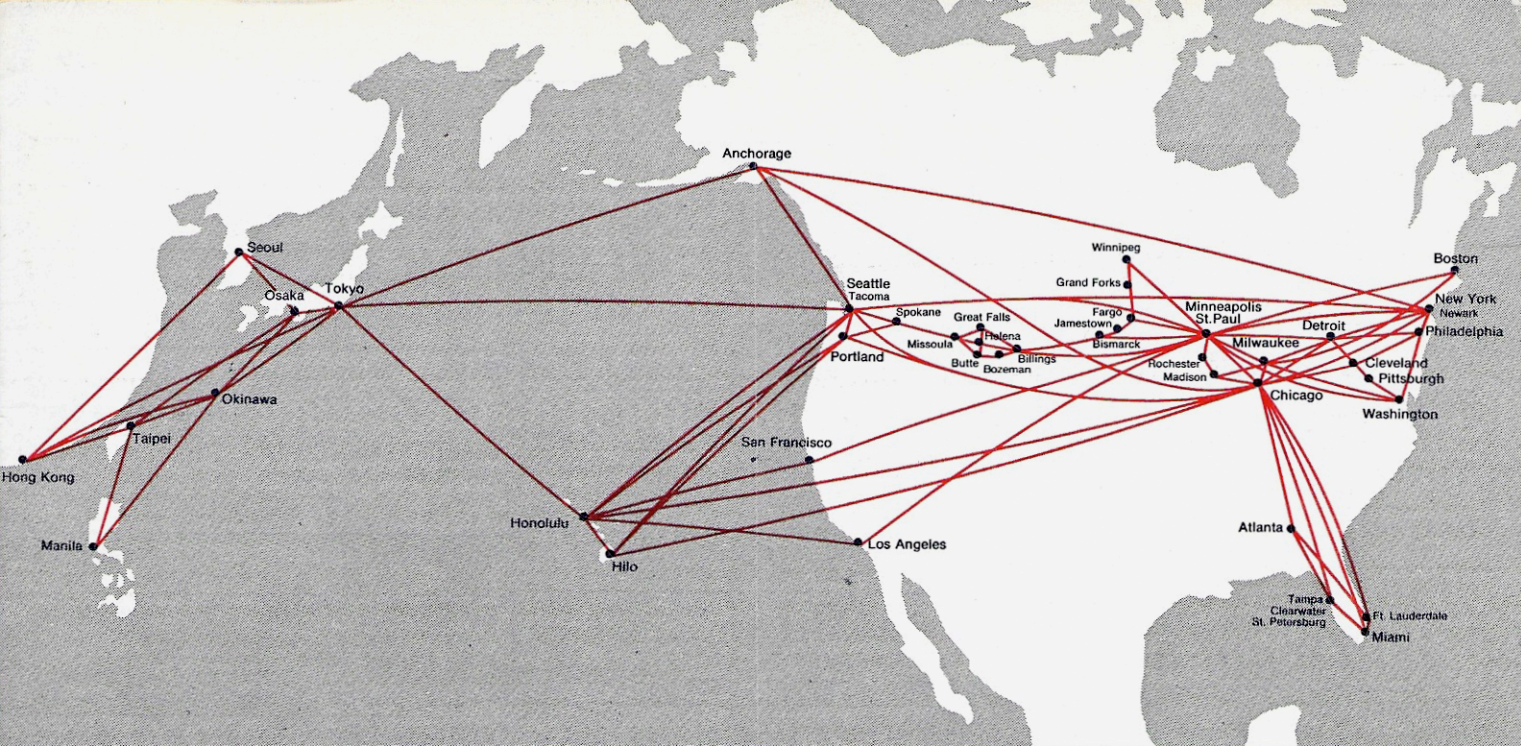 Anchorage
Seoul
Osaka
Tokyo
Okinawa
Taipei
Hong Kong
Manila
Honolulu
Hilo
Seattle
Tacoma
Portland
Spokane
Great Falls
Missoula
Helena
Butte
Bozeman
Billings
San Francisco
Los Angeles
Winnipeg
Grand Forks
Fargo
Jamestown
Bismarck
Minneapolis
St.Paul
Rochester
Madison
Milwaukee
Chicago
Detroit
Boston
New York
Newark
Philadelphia
Cleveland
Pittsburgh
Washington
Atlanta
Tampa
Clearwater
St. Petersburg
Ft. Lauderdale
Miami